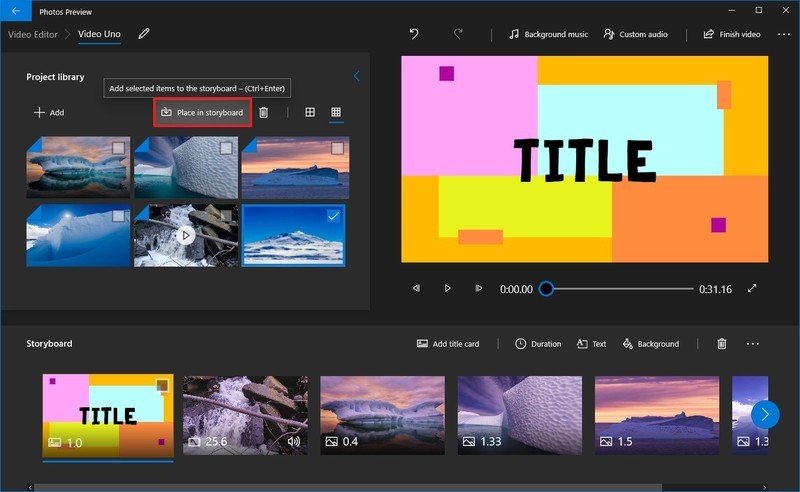 Photos Preview
Video Editor Video Uno
Background music Custom audio Finish video
Project library
Add selected items to the storyboard – (Ctrl+Enter)
Add Place in storyboard
TITLE
0:00.00 0:31.16
Storyboard
Add title card Duration Text Background
TITLE
1.0 25.6 0.4 1.33 1.5 1.3